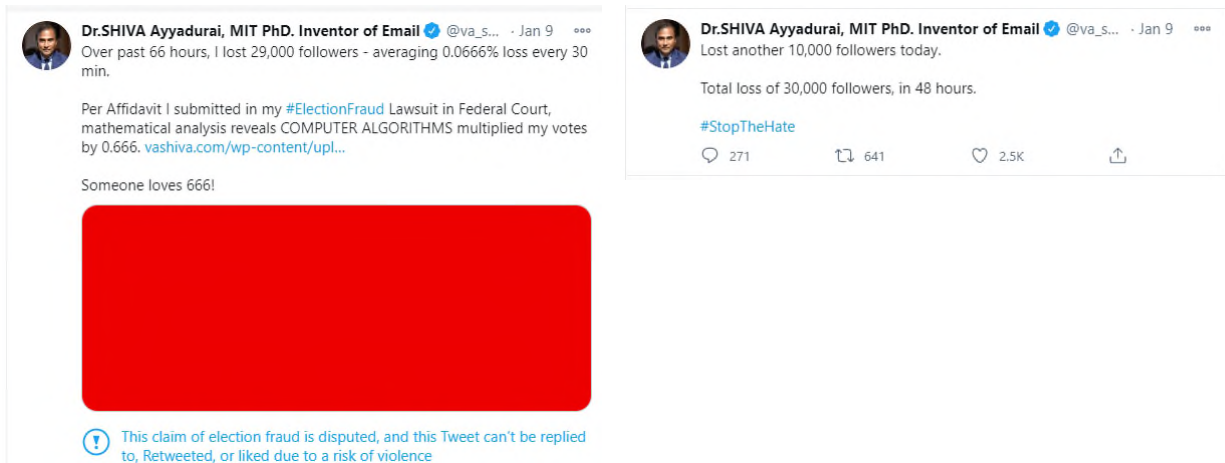 Dr.SHIVA Ayyadurai, MIT PhD. Inventor of Email @va_s... · Jan 9
Over past 66 hours, I lost 29,000 followers - averaging 0.0666% loss every 30
min.
Per Affidavit I submitted in my #ElectionFraud Lawsuit in Federal Court,
mathematical analysis reveals COMPUTER ALGORITHMS multiplied my votes
by 0.666. vashiva.com/wp-content/upl...
Someone loves 666!
This claim of election fraud is disputed, and this Tweet can't be replied
to, Retweeted, or liked due to a risk of violence
Dr.SHIVA Ayyadurai, MIT PhD. Inventor of Email @va_s... · Jan 9
Lost another 10,000 followers today.
Total loss of 30,000 followers, in 48 hours.
#StopTheHate
271 641 2.5K